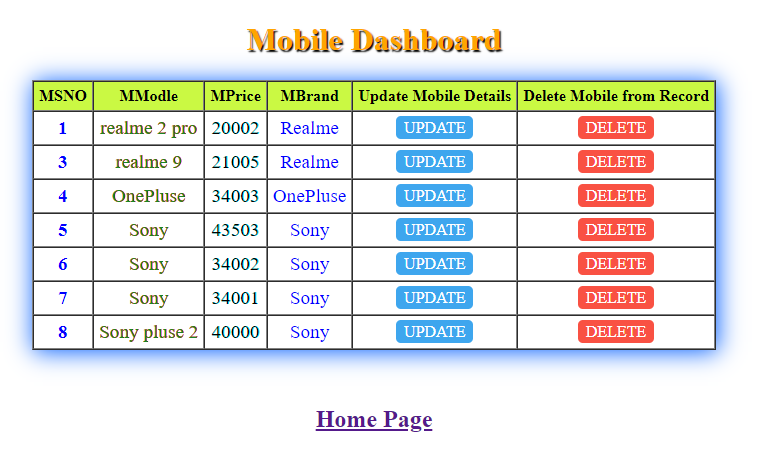 Mobile Dashboard
MSNO MModle MPrice MBrand Update Mobile Details Delete Mobile from Record
1 realme 2 pro 20002 Realme UPDATE DELETE
3 realme 9 21005 Realme UPDATE DELETE
4 OnePluse 34003 OnePluse UPDATE DELETE
5 Sony 43503 Sony UPDATE DELETE
6 Sony 34002 Sony UPDATE DELETE
7 Sony 34001 Sony UPDATE DELETE
8 Sony pluse 2 40000 Sony UPDATE DELETE
Home Page